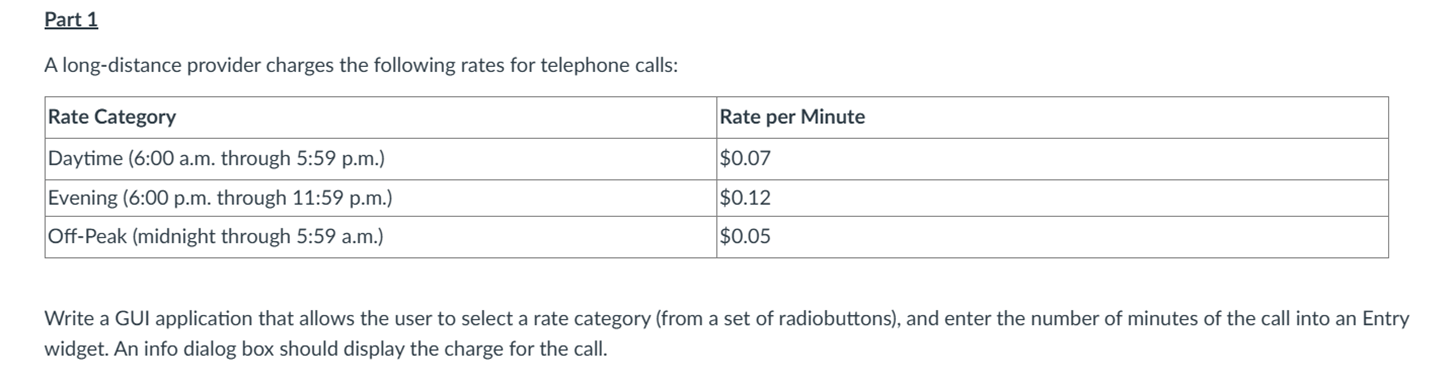 Part 1
A long-distance provider charges the following rates for telephone calls:
Rate Category Rate per Minute
Daytime (6:00 a.m. through 5:59 p.m.) $0.07
Evening (6:00 p.m. through 11:59 p.m.) $0.12
Off-Peak (midnight through 5:59 a.m.) $0.05
Write a GUI application that allows the user to select a rate category (from a set of radiobuttons), and enter the number of minutes of the call into an Entry
widget. An info dialog box should display the charge for the call.